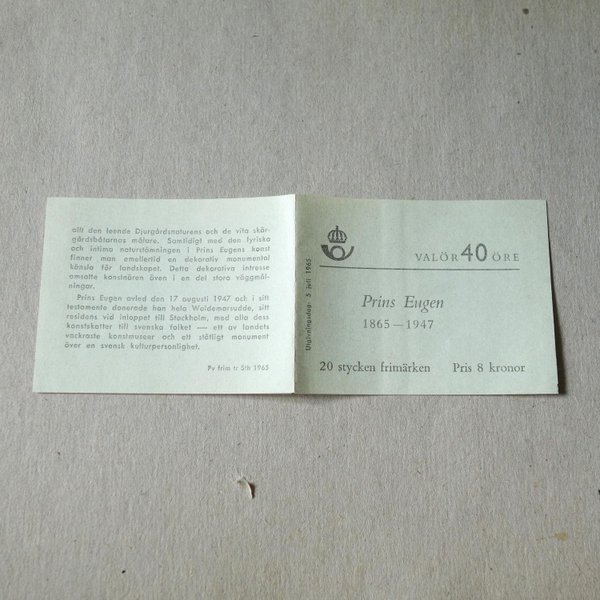 allt den leende Djurgårdsnaturens och de vita skär-
gårdsbåtarnas målare. Samtidigt med den lyriska
och intima naturstämningen i Prins Eugens konst
finner man emellertid en dekorativ monumental
känsla för landskapet. Detta dekorativa intresse
omsatte konstnären även i en del stora väggmål-
ningar.
Prins Eugen avled den 17 augusti 1947 och i sitt
testamente donerade han hela Waldemarsudde, sitt
residens vid inloppet till Stockholm, med alla dess
konstskatter till svenska folket — ett av landets
vackraste konstmuseer och ett ståtligt monument
över en svensk kulturpersonlighet.
Pv frim tr Sth 1965
Utgivningsdag: 5 juli 1965
VALÖR 40 ÖRE
Prins Eugen
1865–1947
20 stycken frimärken Pris 8 kronor